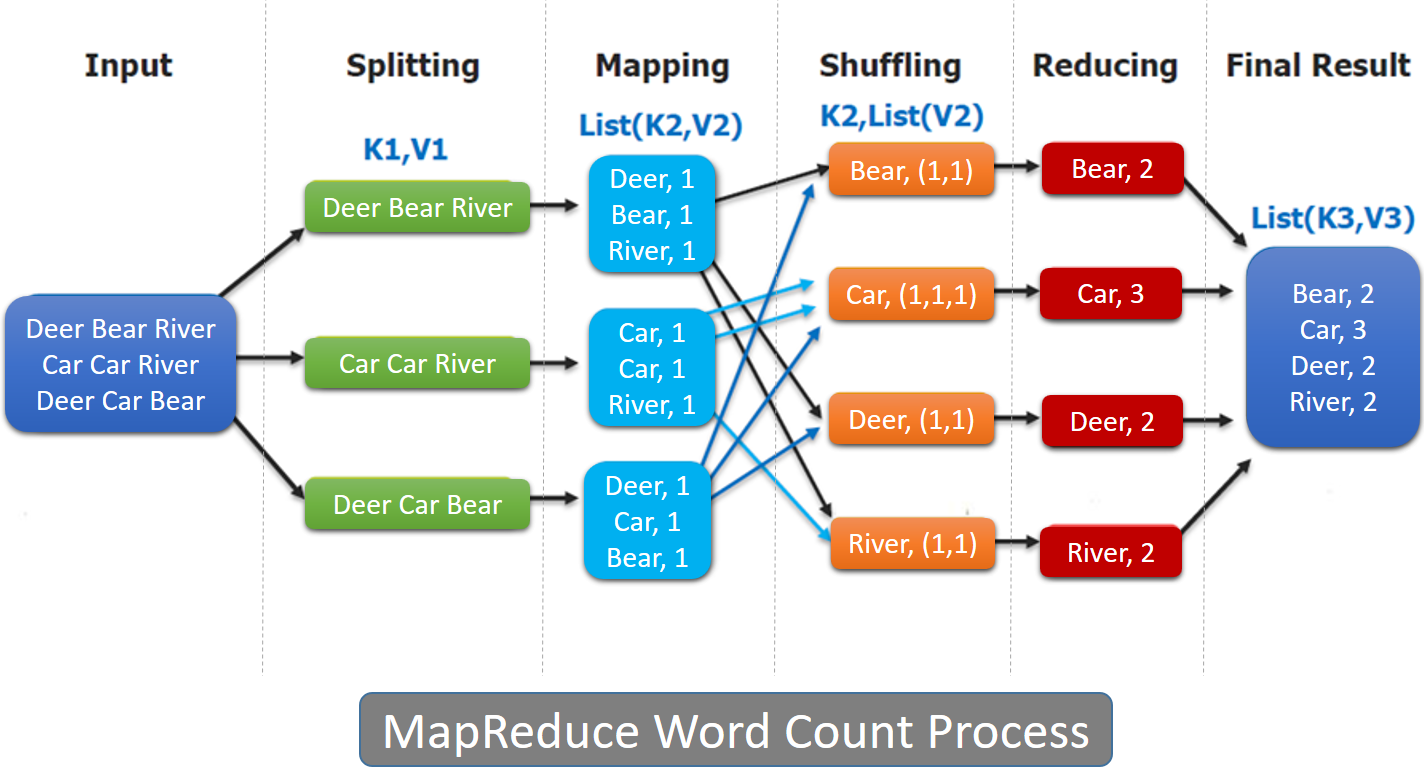 Input
Splitting
Mapping
Shuffling
Reducing
Final Result
K1,V1
List(K2,V2)
K2,List(V2)
List(K3,V3)
Deer Bear River
Car Car River
Deer Car Bear
Deer Bear River
Car Car River
Deer Car Bear
Deer, 1
Bear, 1
River, 1
Car, 1
Car, 1
River, 1
Deer, 1
Car, 1
Bear, 1
Bear, (1,1)
Car, (1,1,1)
Deer, (1,1)
River, (1,1)
Bear, 2
Car, 3
Deer, 2
River, 2
Bear, 2
Car, 3
Deer, 2
River, 2
MapReduce Word Count Process